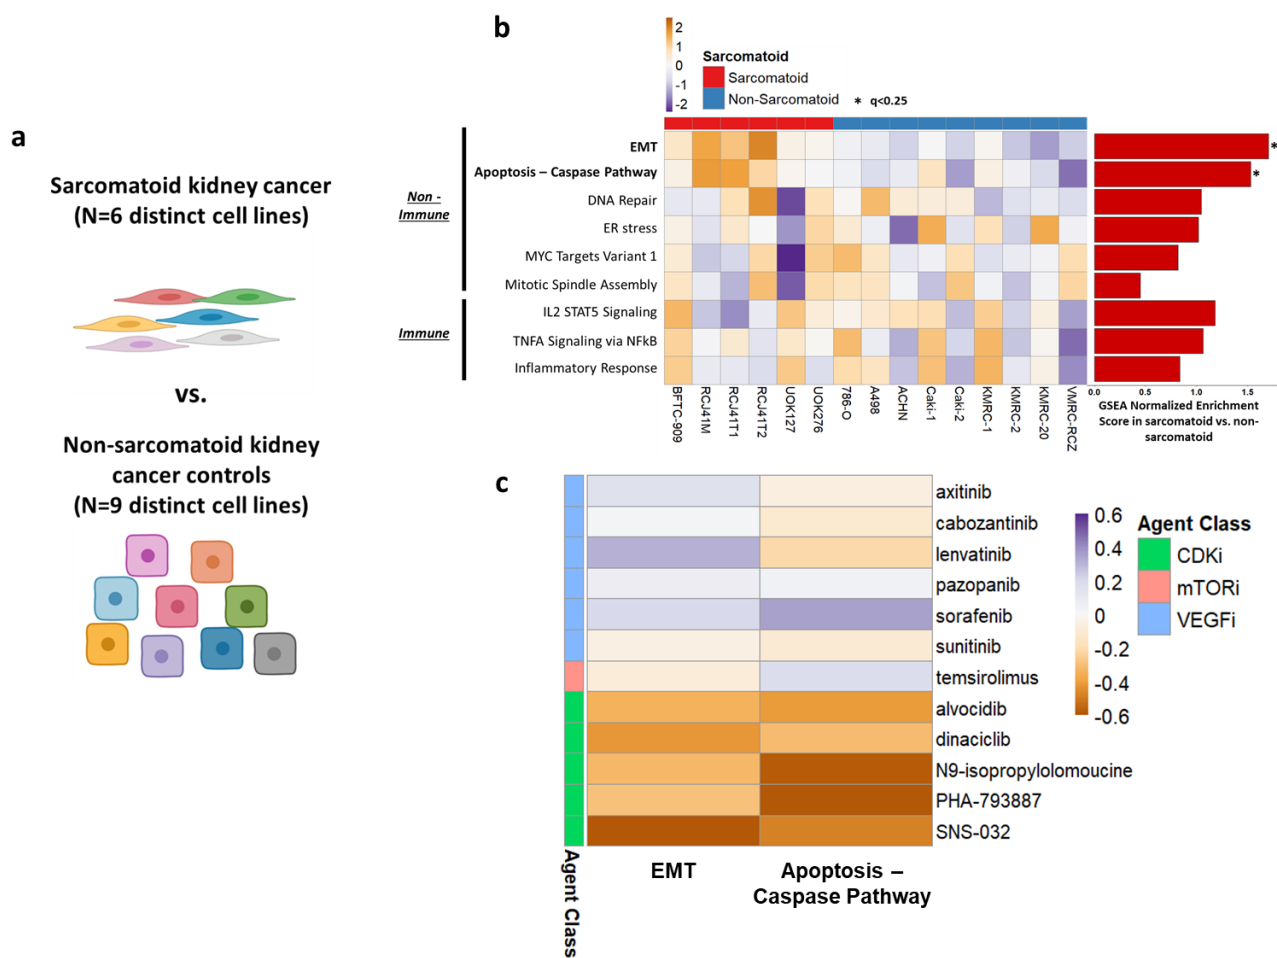 a
Sarcomatoid kidney cancer
(N=6 distinct cell lines)
vs.
Non-sarcomatoid kidney
cancer controls
(N=9 distinct cell lines)
b
2
1
0
-1
-2
Sarcomatoid
Sarcomatoid
Non-Sarcomatoid
* q<0.25
Non -
Immune
Immune
EMT
Apoptosis – Caspase Pathway
DNA Repair
ER stress
MYC Targets Variant 1
Mitotic Spindle Assembly
IL2 STAT5 Signaling
TNFA Signaling via NFkB
Inflammatory Response
*
*
BFTC-909
RCJ41M
RCJ41T1
RCJ41T2
UOK127
UOK276
786-O
A498
ACHN
Caki-1
Caki-2
KMRC-1
KMRC-2
KMRC-20
VMRC-RCZ
0.0
0.5
1.0
1.5
GSEA Normalized Enrichment
Score in sarcomatoid vs. non-
sarcomatoid
c
axitinib
cabozantinib
lenvatinib
pazopanib
sorafenib
sunitinib
temsirolimus
alvocidib
dinaciclib
N9-isopropylolomoucine
PHA-793887
SNS-032
Agent Class
EMT
Apoptosis –
Caspase Pathway
0.6
0.4
0.2
0
-0.2
-0.4
-0.6
Agent Class
CDKi
mTORi
VEGFi